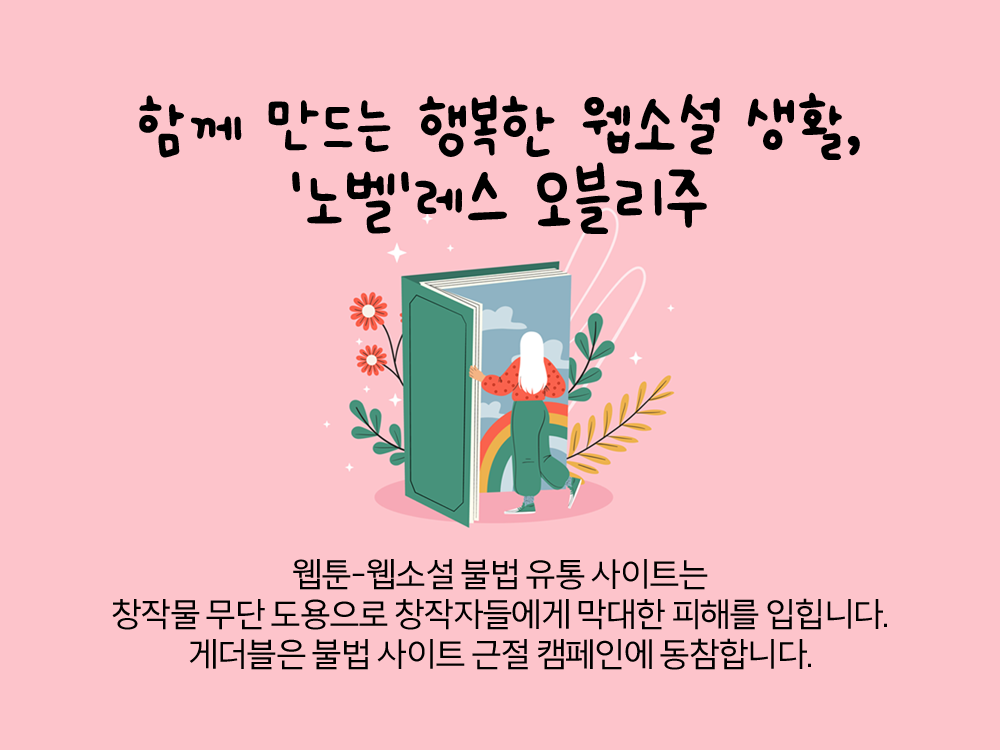 함께 만드는 행복한 웹소설 생활,
'노벨'레스 오블리주
웹툰-웹소설 불법 유통 사이트는
창작물 무단 도용으로 창작자들에게 막대한 피해를 입힙니다.
게더블은 불법 사이트 근절 캠페인에 동참합니다.